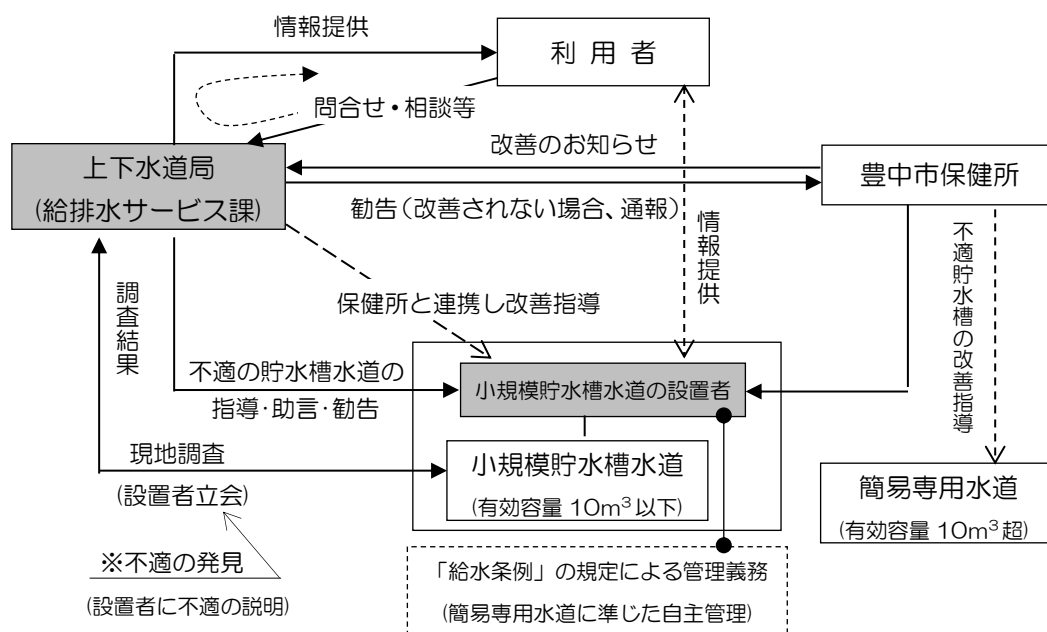 情報提供
利 用 者
問合せ・相談等
改善のお知らせ
上下水道局
(給排水サービス課)
豊中市保健所
勧告(改善されない場合、通報)
情報提供
不適貯水槽の改善指導
保健所と連携し改善指導
調査結果
不適の貯水槽水道の
指導・助言・勧告
小規模貯水槽水道の設置者
現地調査
(設置者立会)
小規模貯水槽水道
(有効容量 10m³以下)
簡易専用水道
(有効容量 10m³超)
※不適の発見
(設置者に不適の説明)
「給水条例」の規定による管理義務
(簡易専用水道に準じた自主管理)